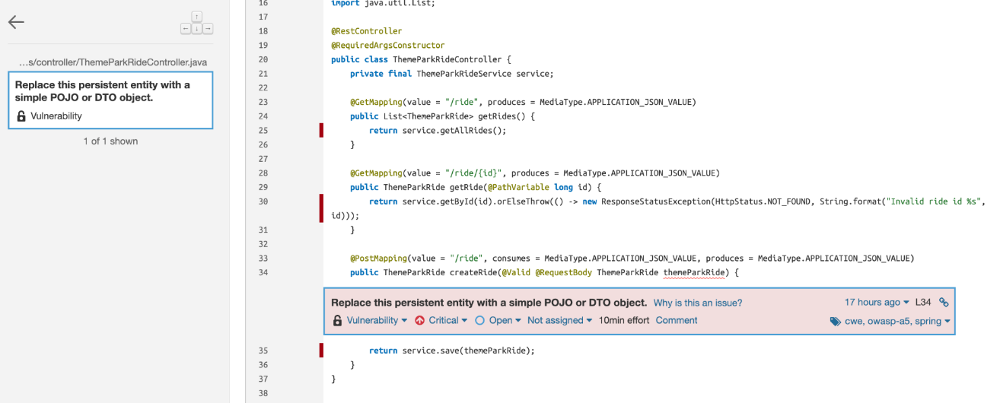 …s/controller/ThemeParkRideController.java
Replace this persistent entity with a
simple POJO or DTO object.
Vulnerability
1 of 1 shown
16 import java.util.List;
17
18 @RestController
19 @RequiredArgsConstructor
20 public class ThemeParkRideController {
21 private final ThemeParkRideService service;
22
23 @GetMapping(value = "/ride", produces = MediaType.APPLICATION_JSON_VALUE)
24 public List<ThemeParkRide> getRides() {
25 return service.getAllRides();
26 }
27
28 @GetMapping(value = "/ride/{id}", produces = MediaType.APPLICATION_JSON_VALUE)
29 public ThemeParkRide getRide(@PathVariable long id) {
30 return service.getById(id).orElseThrow(() -> new ResponseStatusException(HttpStatus.NOT_FOUND, String.format("Invalid ride id %s",
id)));
31 }
32
33 @PostMapping(value = "/ride", consumes = MediaType.APPLICATION_JSON_VALUE, produces = MediaType.APPLICATION_JSON_VALUE)
34 public ThemeParkRide createRide(@Valid @RequestBody ThemeParkRide themeParkRide) {
Replace this persistent entity with a simple POJO or DTO object. Why is this an issue? 17 hours ago L34
Vulnerability Critical Open Not assigned 10min effort Comment cwe, owasp-a5, spring
35 return service.save(themeParkRide);
36 }
37 }
38